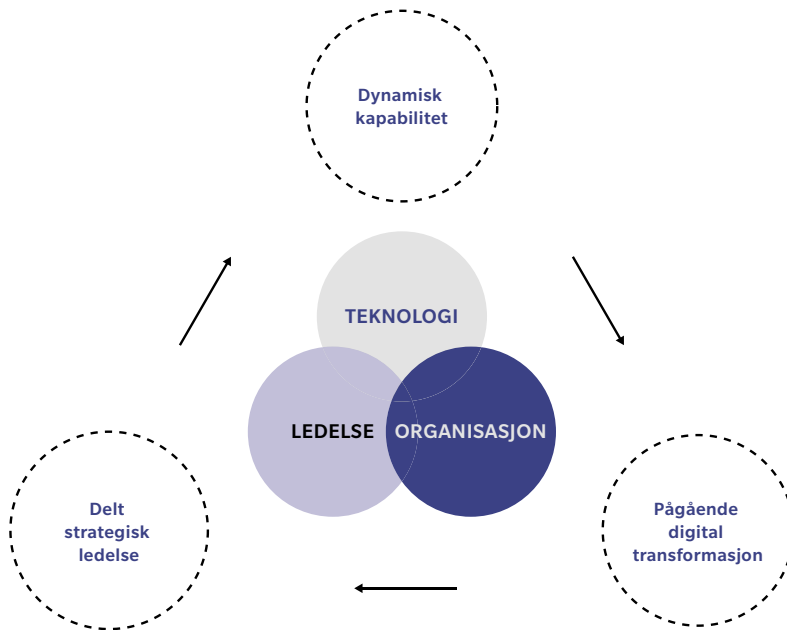 Dynamisk
kapabilitet
TEKNOLOGI
LEDELSE
ORGANISASJON
Delt
strategisk
ledelse
Pågående
digital
transformasjon